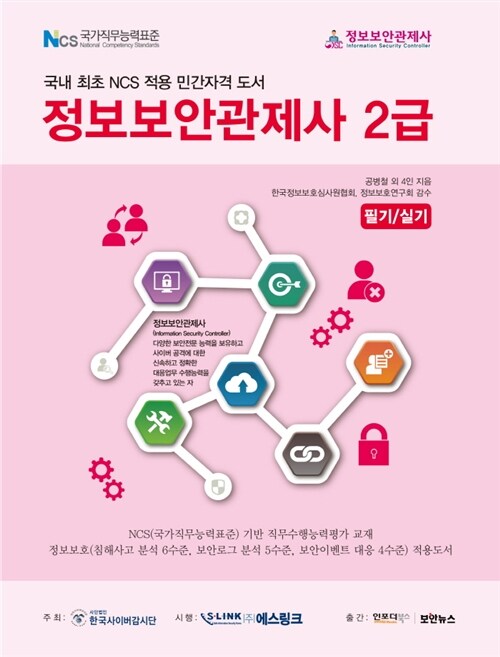 NCS 국가직무능력표준
National Competency Standards
정보보안관제사
Information Security Controller
국내 최초 NCS 적용 민간자격 도서
정보보안관제사 2급
공병철 외 4인 지음
한국정보보호심사원협회, 정보보호연구회 감수
필기/실기
정보보안관제사
(Information Security Controller)
다양한 보안전문 능력을 보유하고
사이버 공격에 대한
신속하고 정확한
대응업무 수행능력을
갖추고 있는 자
NCS(국가직무능력표준) 기반 직무수행능력평가 교재
정보보호(침해사고 분석 6수준, 보안로그 분석 5수준, 보안이벤트 대응 4수준) 적용도서
주최 : 사단법인 한국사이버감시단 시행 : S-LINK (주)에스링크 출간 : 인포더북스 보안뉴스